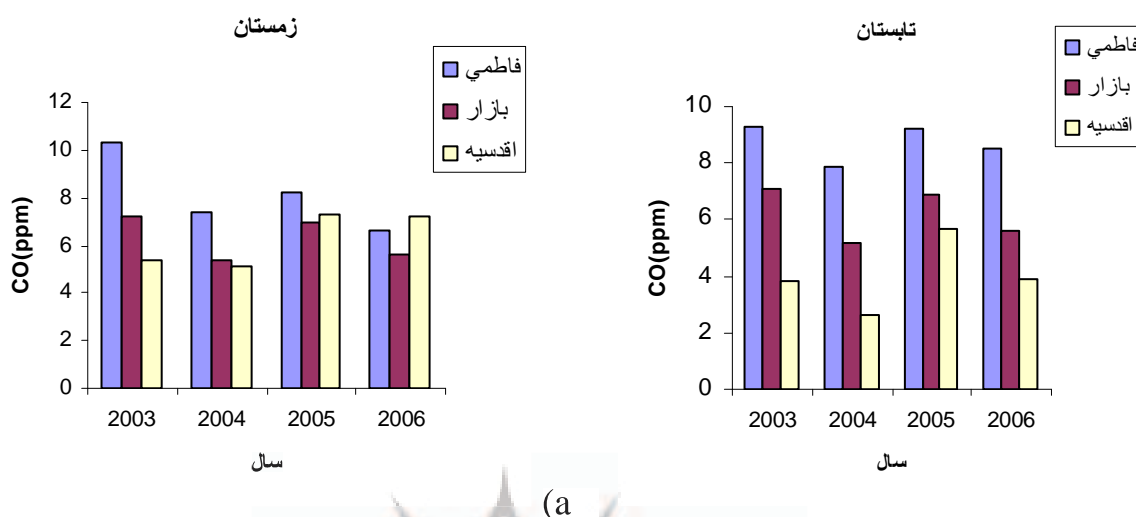 زمستان
فاطمي
بازار
اقدسيه
CO(ppm)
12
10
8
6
4
2
0
2003 2004 2005 2006
سال
تابستان
فاطمي
بازار
اقدسيه
CO(ppm)
10
8
6
4
2
0
2003 2004 2005 2006
سال
(a